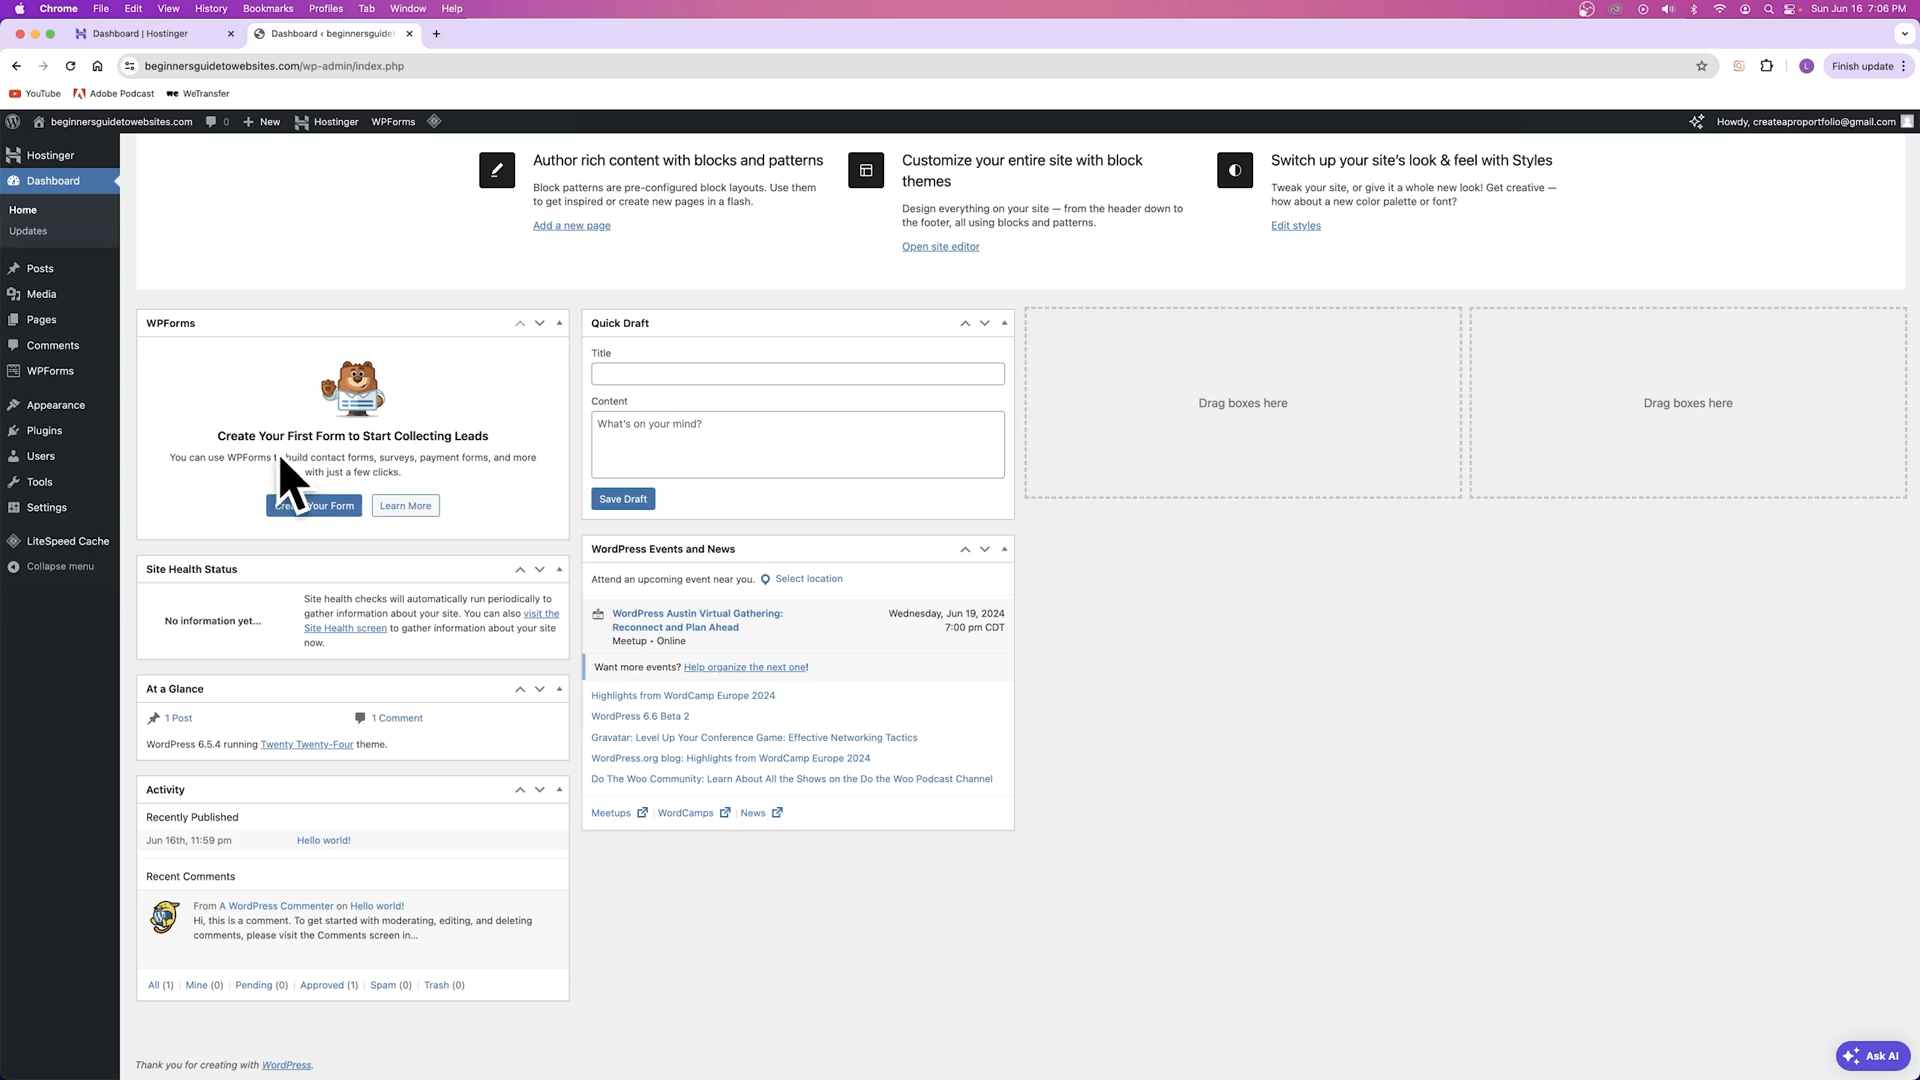 Chrome File Edit View History Bookmarks Profiles Tab Window Help
Sun Jun 16 7:06 PM
Dashboard | Hostinger
Dashboard ‹ beginnersguidet
beginnersguidetowebsites.com/wp-admin/index.php
L
Finish update
YouTube
Adobe Podcast
WeTransfer
beginnersguidetowebsites.com
0
New
Hostinger
WPForms
Howdy, createaproportfolio@gmail.com
Hostinger
Dashboard
Home
Updates
Posts
Media
Pages
Comments
WPForms
Appearance
Plugins
Users
Tools
Settings
LiteSpeed Cache
Collapse menu
Author rich content with blocks and patterns
Block patterns are pre-configured block layouts. Use them
to get inspired or create new pages in a flash.
Add a new page
Customize your entire site with block
themes
Design everything on your site — from the header down to
the footer, all using blocks and patterns.
Open site editor
Switch up your site’s look & feel with Styles
Tweak your site, or give it a whole new look! Get creative —
how about a new color palette or font?
Edit styles
WPForms
Create Your First Form to Start Collecting Leads
You can use WPForms build contact forms, surveys, payment forms, and more
with just a few clicks.
Your Form
Learn More
Site Health Status
No information yet...
Site health checks will automatically run periodically to
gather information about your site. You can also visit the
Site Health screen to gather information about your site
now.
At a Glance
1 Post
1 Comment
WordPress 6.5.4 running Twenty Twenty-Four theme.
Activity
Recently Published
Jun 16th, 11:59 pm
Hello world!
Recent Comments
From A WordPress Commenter on Hello world!
Hi, this is a comment. To get started with moderating, editing, and deleting
comments, please visit the Comments screen in...
All (1) | Mine (0) | Pending (0) | Approved (1) | Spam (0) | Trash (0)
Quick Draft
Title
Content
What's on your mind?
Save Draft
WordPress Events and News
Attend an upcoming event near you. Select location
WordPress Austin Virtual Gathering:
Reconnect and Plan Ahead
Meetup • Online
Wednesday, Jun 19, 2024
7:00 pm CDT
Want more events? Help organize the next one!
Highlights from WordCamp Europe 2024
WordPress 6.6 Beta 2
Gravatar: Level Up Your Conference Game: Effective Networking Tactics
WordPress.org blog: Highlights from WordCamp Europe 2024
Do The Woo Community: Learn About All the Shows on the Do the Woo Podcast Channel
Meetups | WordCamps | News
Drag boxes here
Drag boxes here
Thank you for creating with WordPress.
Ask AI